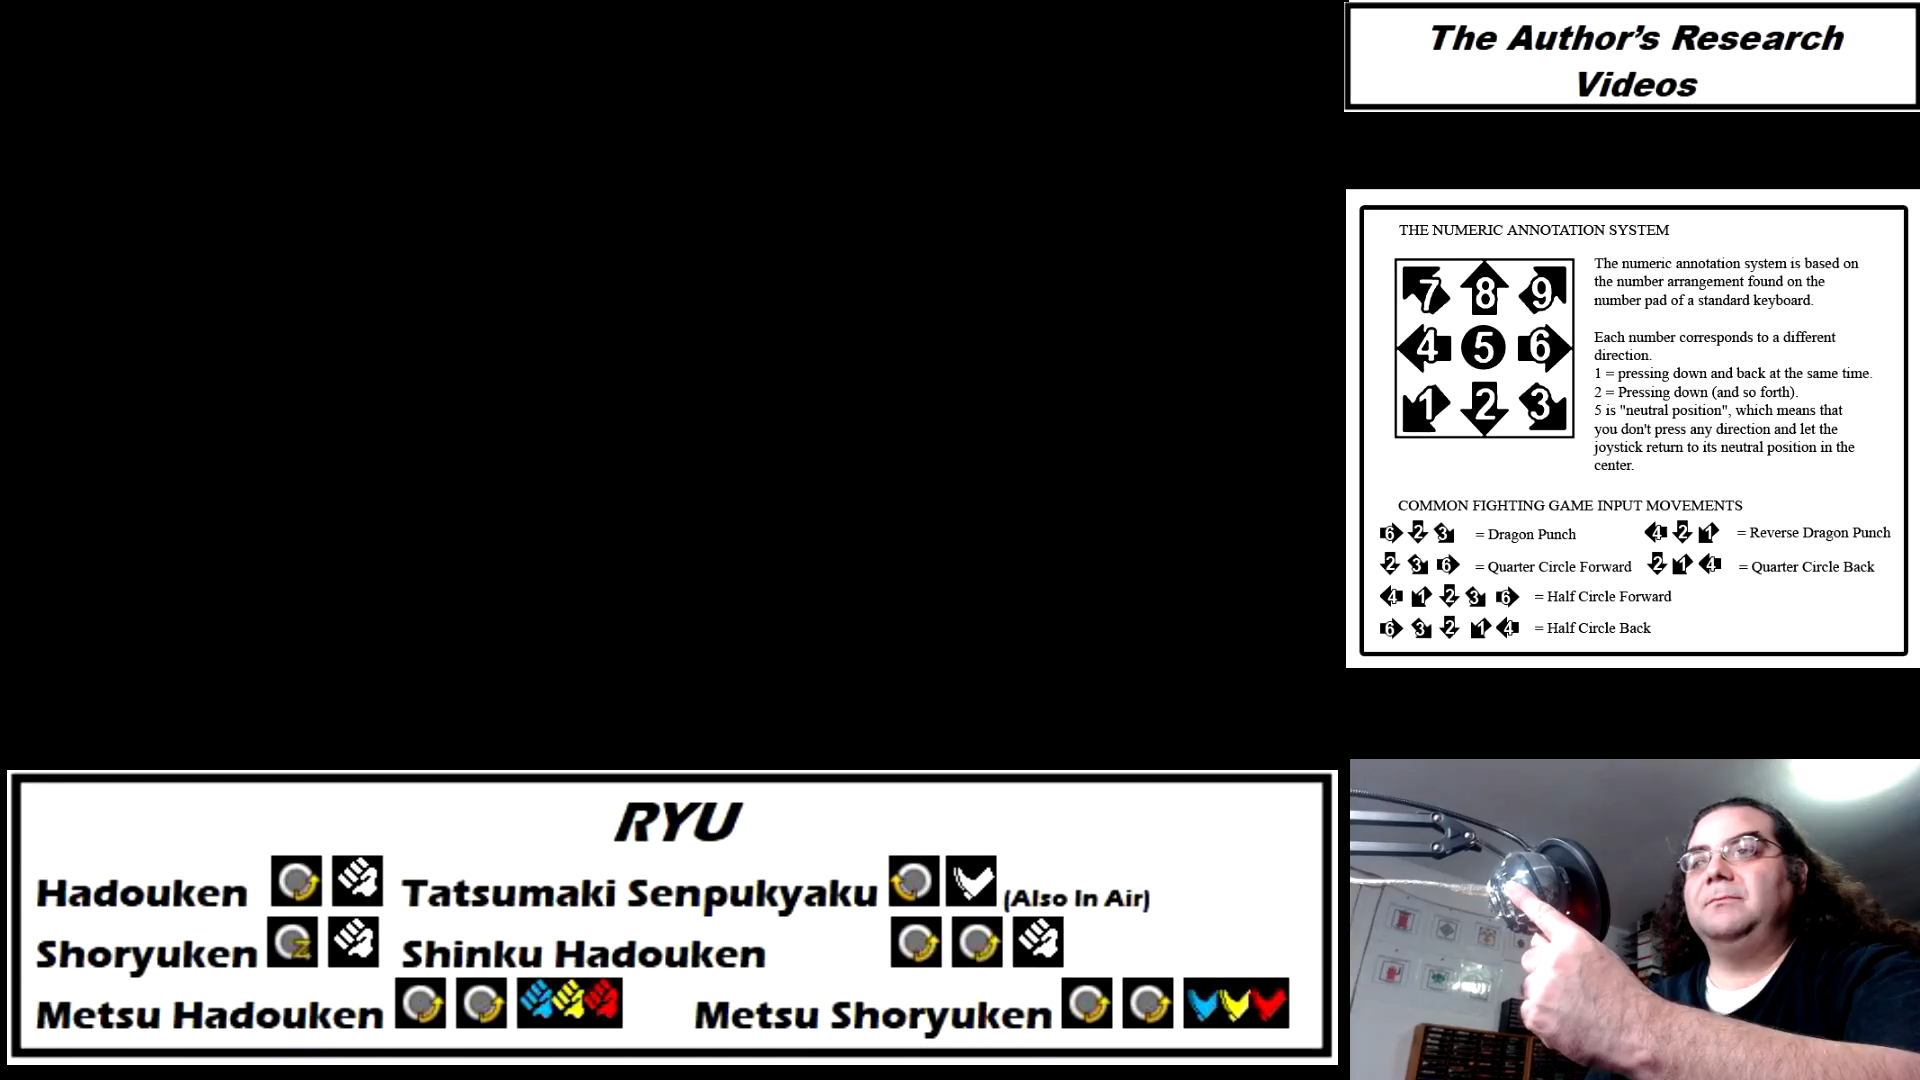 The Author's Research
Videos
THE NUMERIC ANNOTATION SYSTEM
7 8 9
4 5 6
1 2 3
The numeric annotation system is based on
the number arrangement found on the
number pad of a standard keyboard.
Each number corresponds to a different
direction.
1 = pressing down and back at the same time.
2 = Pressing down (and so forth).
5 is "neutral position", which means that
you don't press any direction and let the
joystick return to its neutral position in the
center.
COMMON FIGHTING GAME INPUT MOVEMENTS
6 2 3 = Dragon Punch 4 2 1 = Reverse Dragon Punch
2 3 6 = Quarter Circle Forward 2 1 4 = Quarter Circle Back
4 1 2 3 6 = Half Circle Forward
6 3 2 1 4 = Half Circle Back
RYU
Hadouken Tatsumaki Senpukyaku (Also In Air)
Shoryuken Z Shinku Hadouken
Metsu Hadouken Metsu Shoryuken